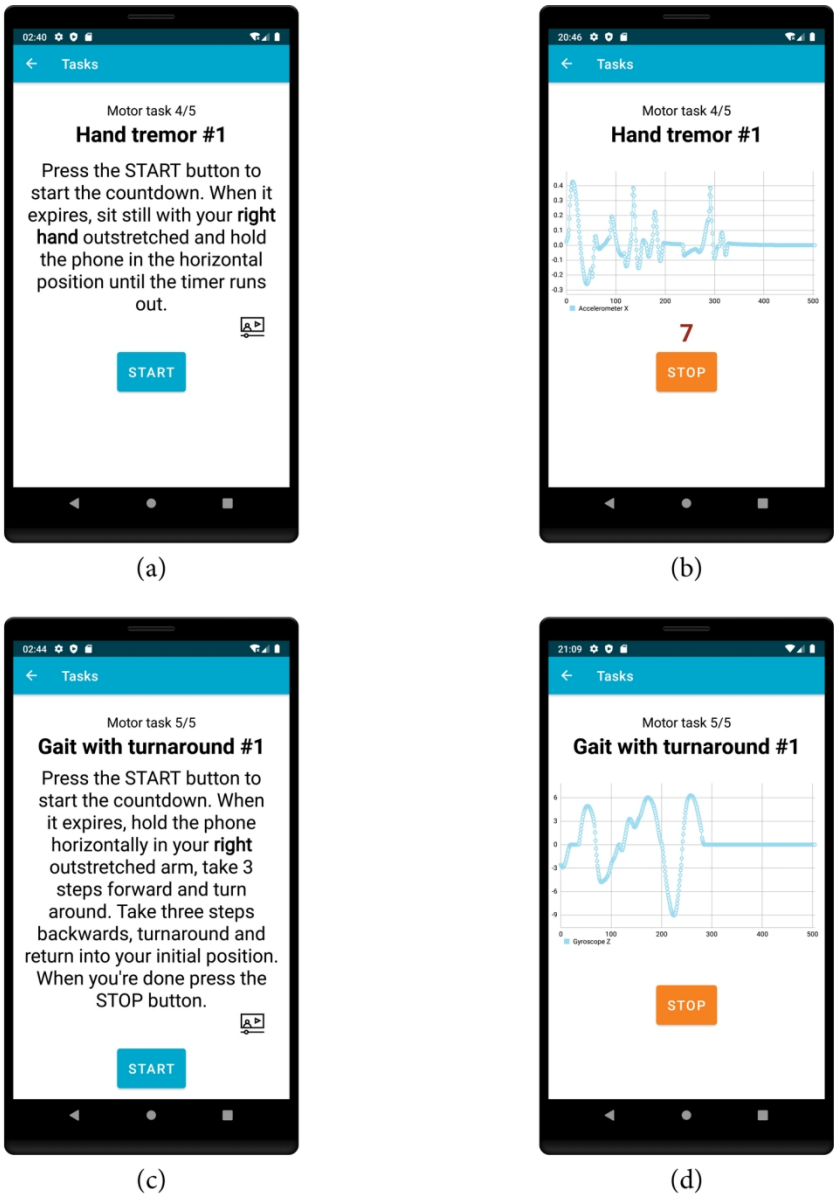 02:40
Tasks
Motor task 4/5
Hand tremor #1
Press the START button to
start the countdown. When it
expires, sit still with your right
hand outstretched and hold
the phone in the horizontal
position until the timer runs
out.
START
(a)
20:46
Tasks
Motor task 4/5
Hand tremor #1
0.4
0.3
0.2
0.1
0.0
-0.1
-0.2
-0.3
0 100 200 300 400 500
Accelerometer X
7
STOP
(b)
02:44
Tasks
Motor task 5/5
Gait with turnaround #1
Press the START button to
start the countdown. When
it expires, hold the phone
horizontally in your right
outstretched arm, take 3
steps forward and turn
around. Take three steps
backwards, turnaround and
return into your initial position.
When you're done press the
STOP button.
START
(c)
21:09
Tasks
Motor task 5/5
Gait with turnaround #1
6
3
0
-3
-6
-9
0 100 200 300 400 500
Gyroscope Z
STOP
(d)